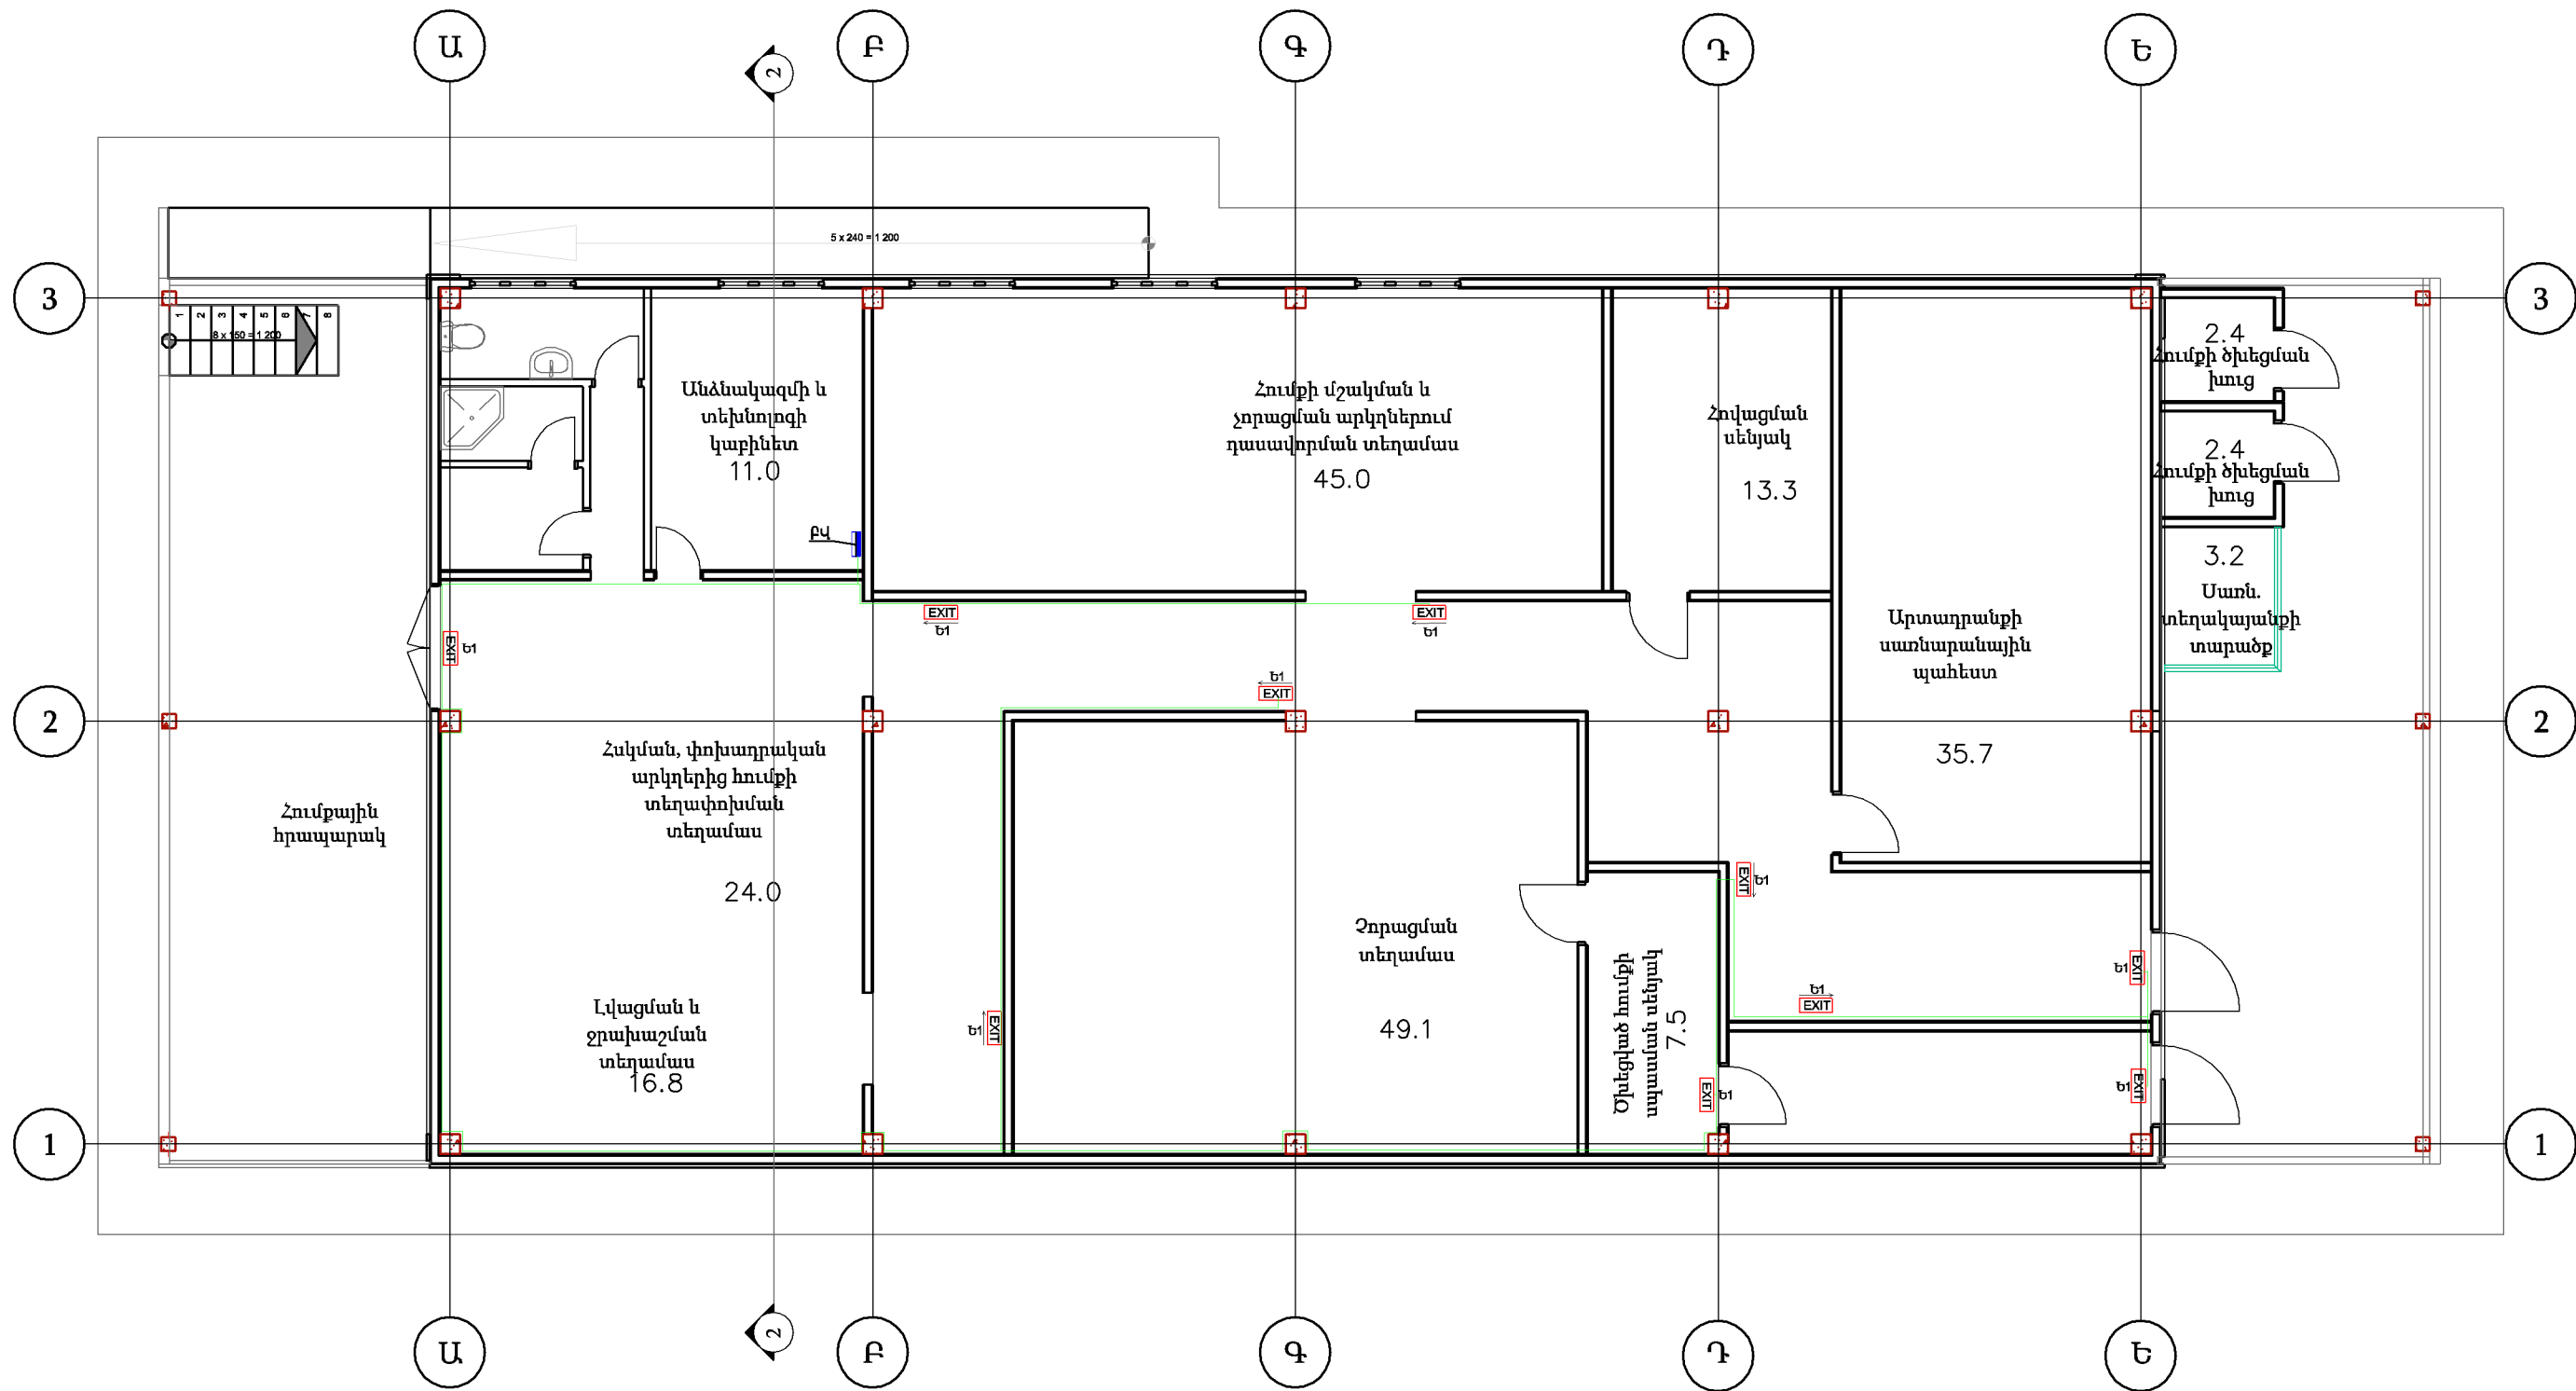 Ա
Բ
Գ
Դ
Ե
2
5 x 240 = 1 200
3
3
1
2
3
4
5
6
7
8
8 x 150 = 1 200
Անձնակազմի և
տեխնոլոգի
կաբինետ
11.0
Հումքի մշակման և
չորացման արկղներում
դասավորման տեղամաս
45.0
Հովացման
սենյակ
13.3
2.4
Հումքի ծխեցման
խուց
2.4
Հումքի ծխեցման
խուց
3.2
Սառն.
տեղակայանքի
տարածք
ԲՎ
EXIT
Ե1
EXIT
Ե1
EXIT
Ե1
Ե1
EXIT
Արտադրանքի
սառնարանային
պահեստ
35.7
2
2
Հսկման, փոխադրական
արկղերից հումքի
տեղափոխման
տեղամաս
24.0
Հումքային
հրապարակ
EXIT
Ե1
Չորացման
տեղամաս
49.1
Ծխեցված հումքի
սպասման սենյակ
7.5
Լվացման և
ջրախաշման
տեղամաս
16.8
Ե1
EXIT
Ե1
EXIT
Ե1
EXIT
EXIT
Ե1
Ե1
EXIT
1
1
2
Ա
Բ
Գ
Դ
Ե